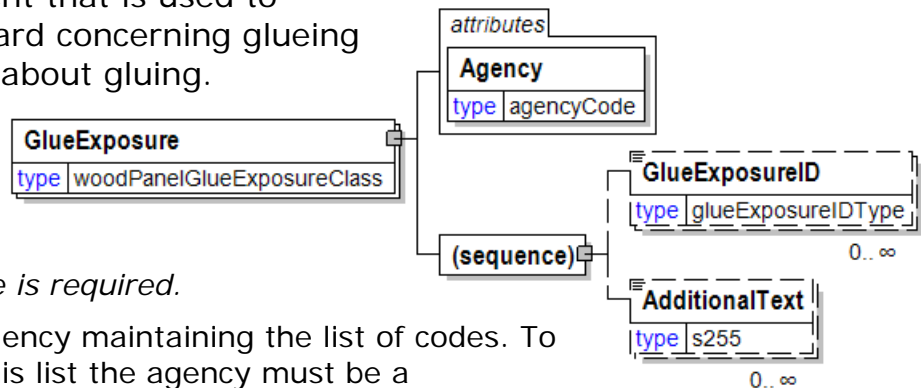 nt that is used to
ard concerning glueing
about gluing.
attributes
Agency
type agencyCode
GlueExposure
type woodPanelGlueExposureClass
GlueExposureID
type glueExposureIDType
0.. ∞
(sequence)
AdditionalText
type s255
0.. ∞
e is required.
ency maintaining the list of codes. To
is list the agency must be a